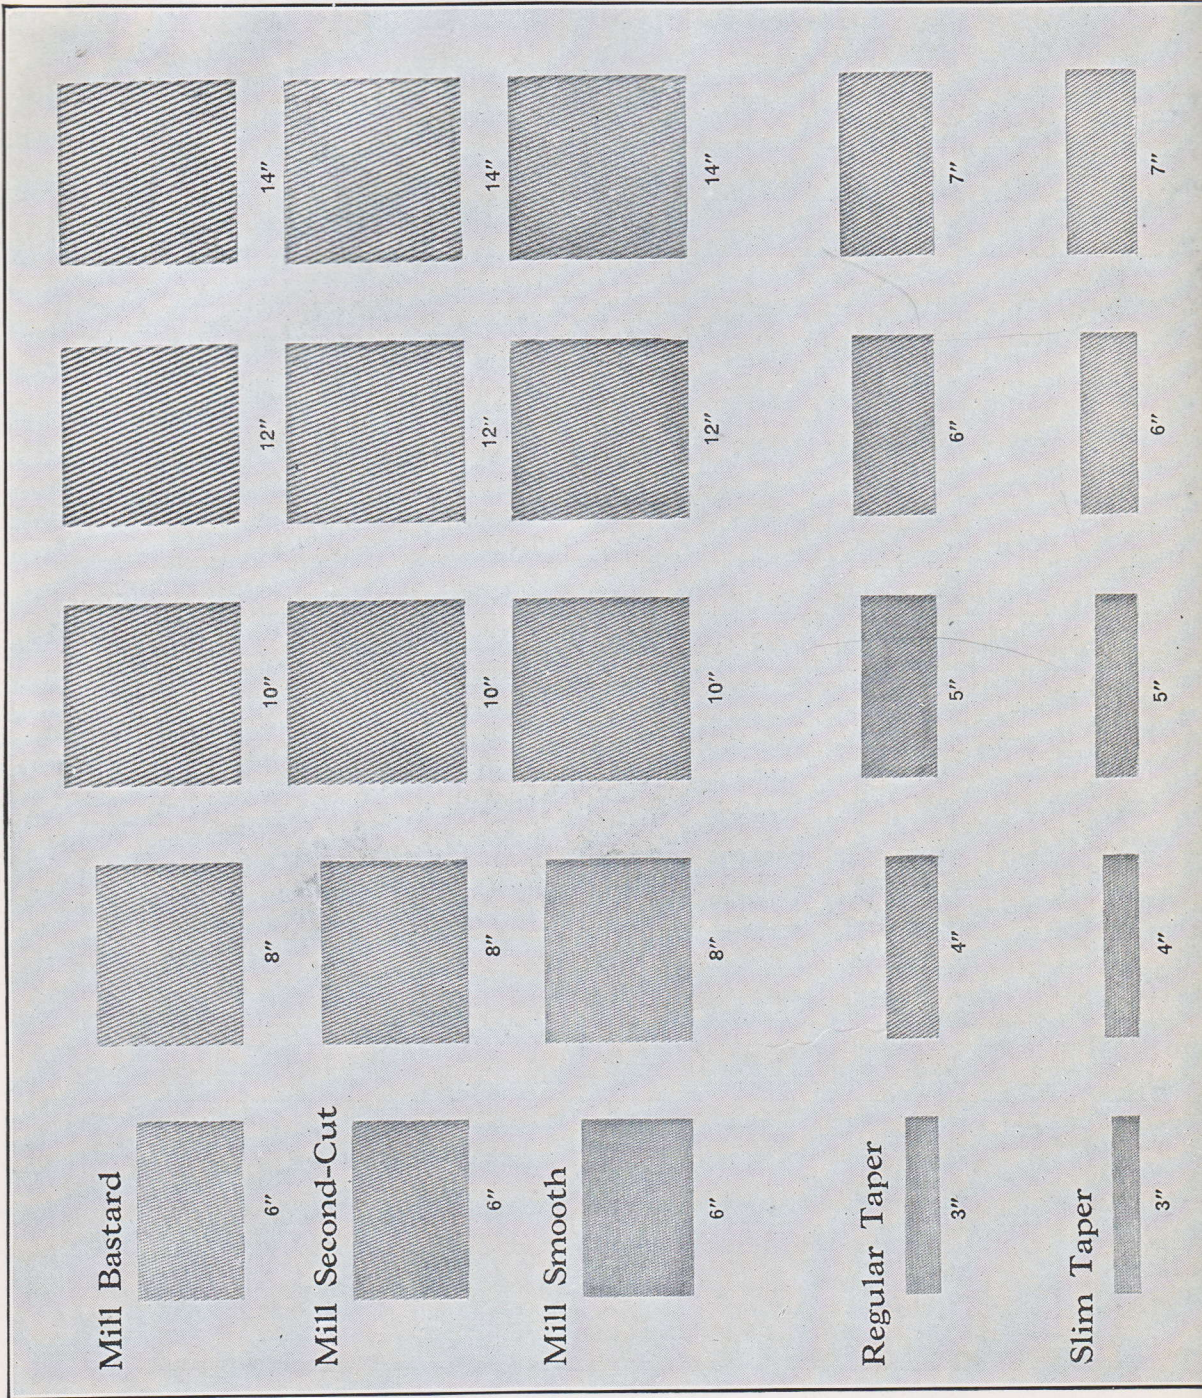 Mill Bastard
6″ 8″ 10″ 12″ 14″
Mill Second-Cut
6″ 8″ 10″ 12″ 14″
Mill Smooth
6″ 8″ 10″ 12″ 14″
Regular Taper
3″ 4″ 5″ 6″ 7″
Slim Taper
3″ 4″ 5″ 6″ 7″